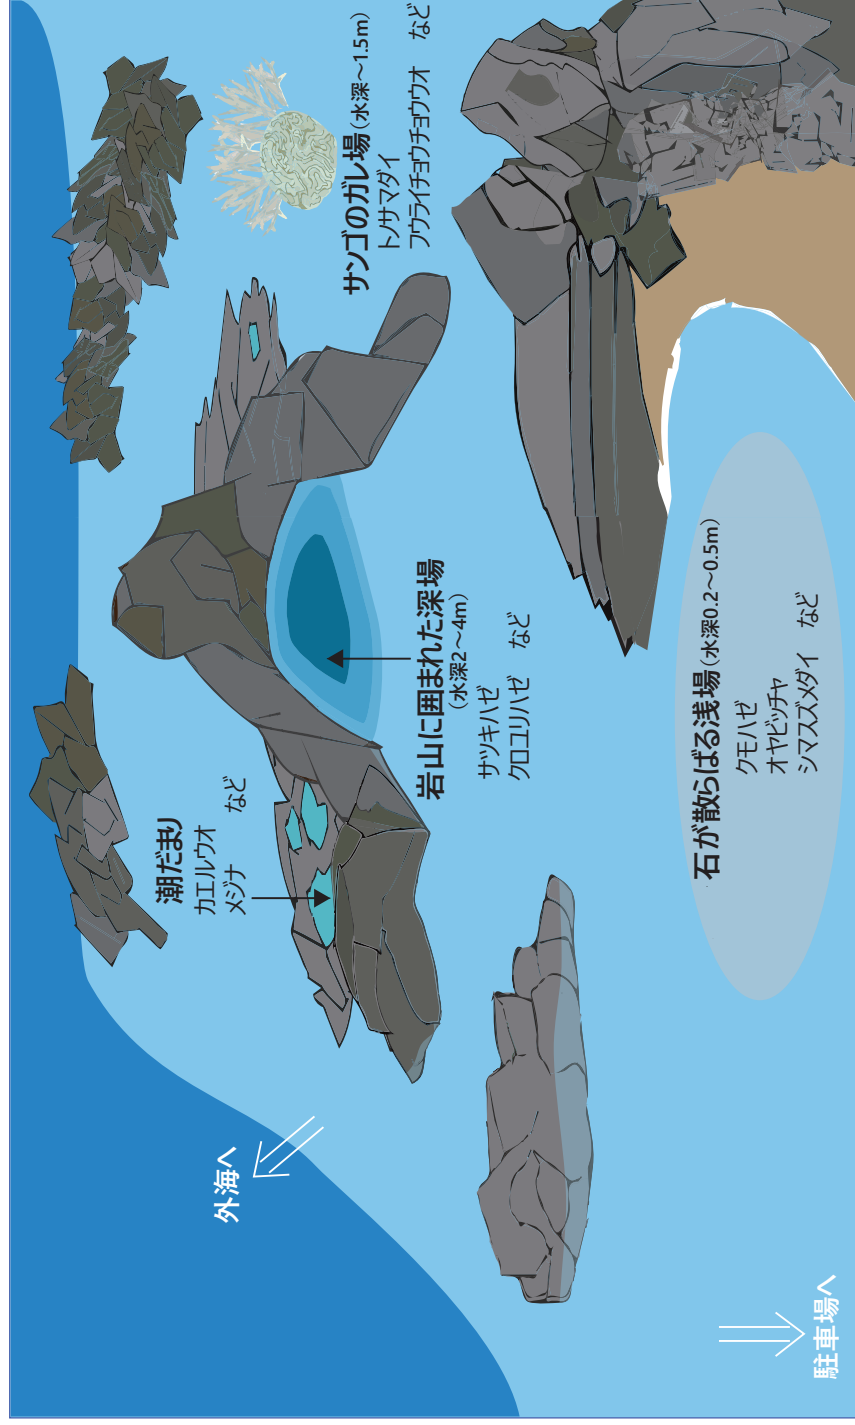 外海へ
潮だまり
カエルウオ
メジナ　など
岩山に囲まれた深場
(水深2〜4m)
サツキハゼ
クロユリハゼ　など
サンゴのガレ場(水深〜1.5m)
トノサマダイ
フウライチョウチョウウオ　など
石が散らばる浅場(水深0.2〜0.5m)
クモハゼ
オヤビッチャ
シマスズメダイ　など
駐車場へ